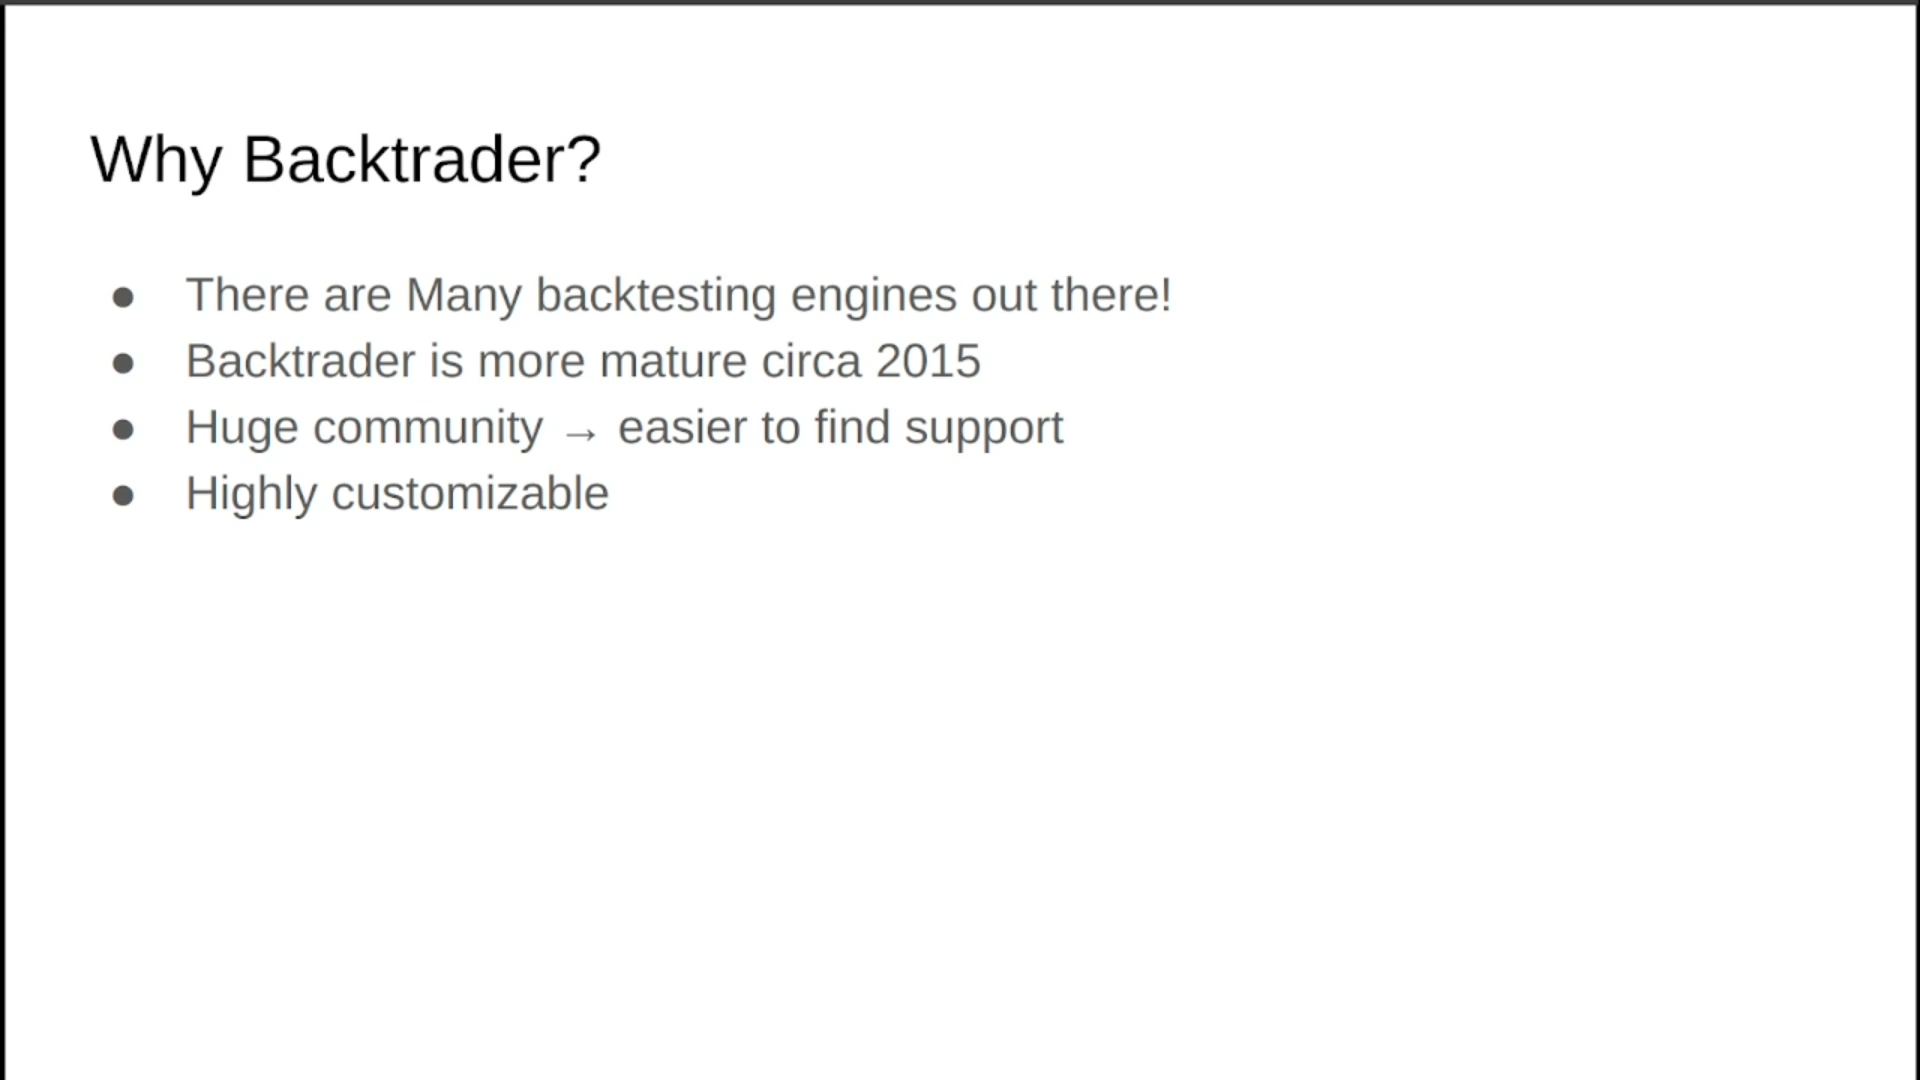 Why Backtrader?
● There are Many backtesting engines out there!
● Backtrader is more mature circa 2015
● Huge community → easier to find support
● Highly customizable